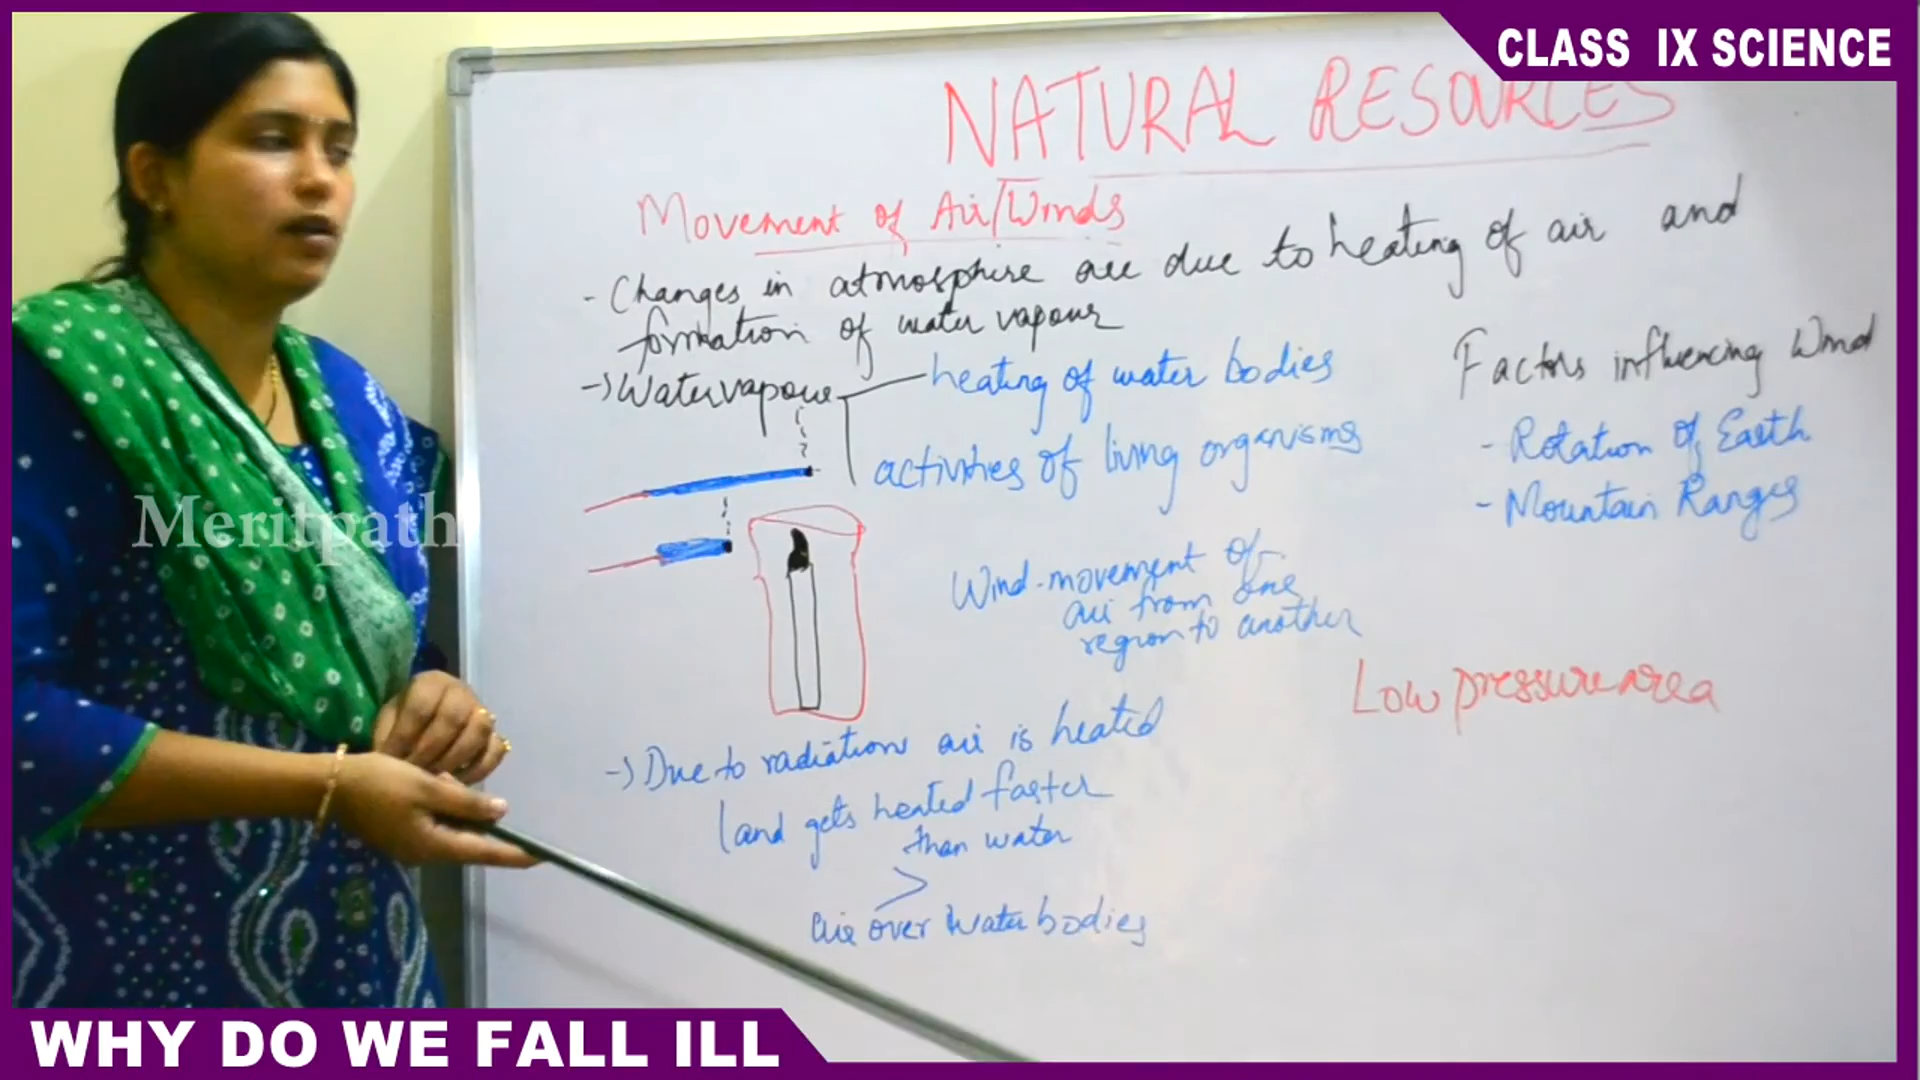 CLASS IX SCIENCE
NATURAL RESOURCES
Movement of Air/Winds
- Changes in atmosphire are due to heating of air and
formation of water vapour
-> Watervapour
heating of water bodies
activities of living organisms
Factors influencing Wind
- Rotation of Earth
- Mountain Ranges
Meritpath
Wind-movement of
air from one
region to another
Low pressure area
-> Due to radiation air is heated
land gets heated faster
than water
>
air over water bodies
WHY DO WE FALL ILL